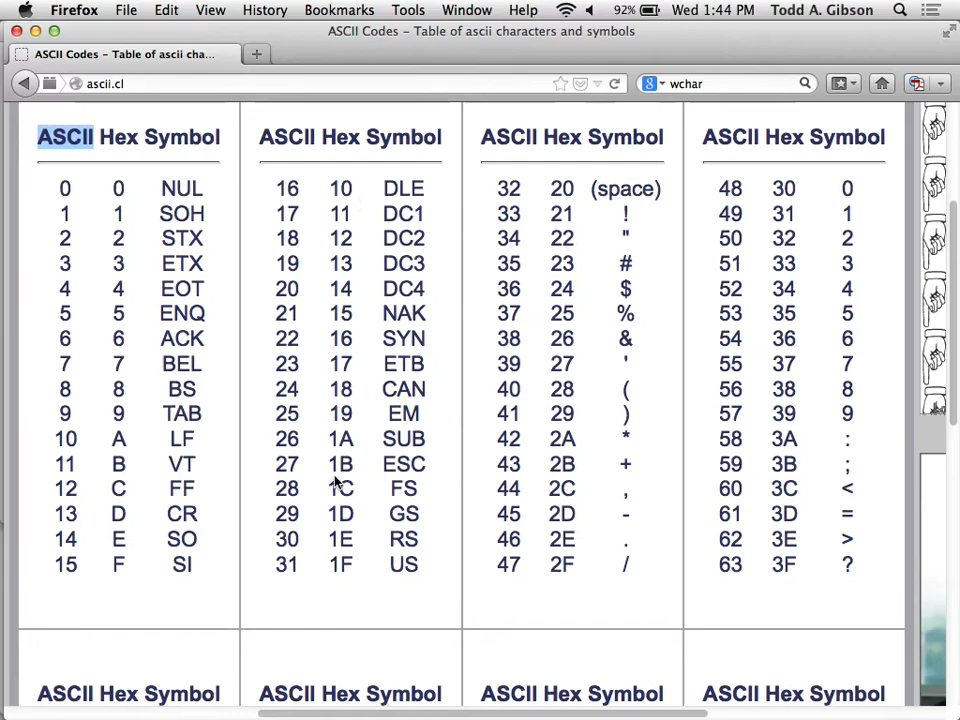 Firefox File Edit View History Bookmarks Tools Window Help 92% Wed 1:44 PM Todd A. Gibson
ASCII Codes – Table of ascii characters and symbols
ASCII Codes – Table of ascii cha...
ascii.cl wchar
ASCII Hex Symbol ASCII Hex Symbol ASCII Hex Symbol ASCII Hex Symbol
0 0 NUL 16 10 DLE 32 20 (space) 48 30 0
1 1 SOH 17 11 DC1 33 21 ! 49 31 1
2 2 STX 18 12 DC2 34 22 " 50 32 2
3 3 ETX 19 13 DC3 35 23 # 51 33 3
4 4 EOT 20 14 DC4 36 24 $ 52 34 4
5 5 ENQ 21 15 NAK 37 25 % 53 35 5
6 6 ACK 22 16 SYN 38 26 & 54 36 6
7 7 BEL 23 17 ETB 39 27 ' 55 37 7
8 8 BS 24 18 CAN 40 28 ( 56 38 8
9 9 TAB 25 19 EM 41 29 ) 57 39 9
10 A LF 26 1A SUB 42 2A * 58 3A :
11 B VT 27 1B ESC 43 2B + 59 3B ;
12 C FF 28 1C FS 44 2C , 60 3C <
13 D CR 29 1D GS 45 2D - 61 3D =
14 E SO 30 1E RS 46 2E . 62 3E >
15 F SI 31 1F US 47 2F / 63 3F ?
ASCII Hex Symbol ASCII Hex Symbol ASCII Hex Symbol ASCII Hex Symbol